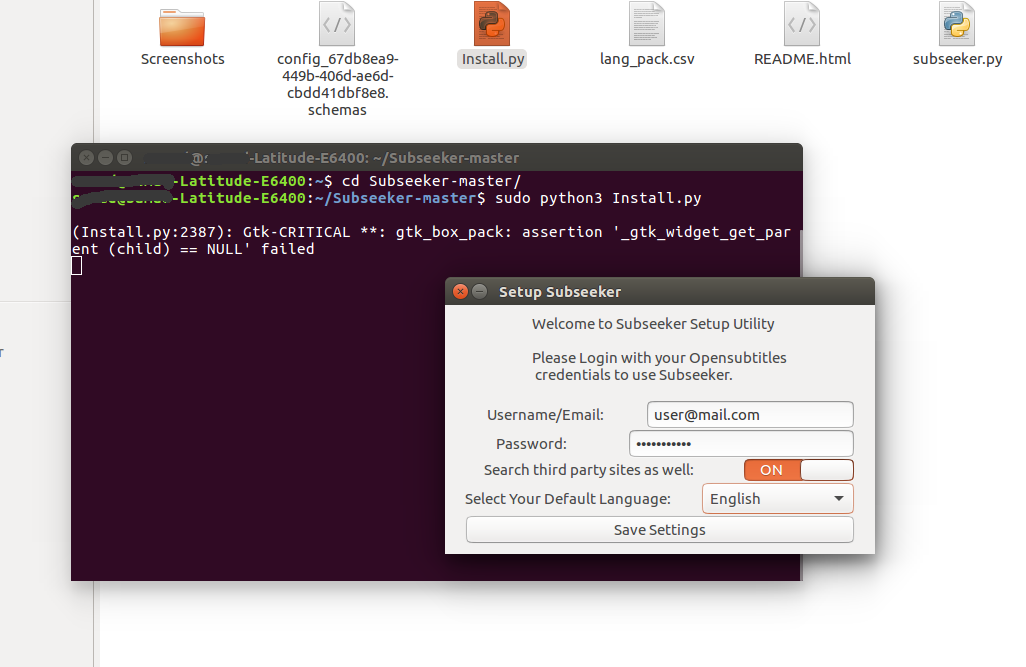 Screenshots
config_67db8ea9-
449b-406d-ae6d-
cbdd41dbf8e8.
schemas
Install.py
lang_pack.csv
README.html
subseeker.py
-Latitude-E6400: ~/Subseeker-master
-Latitude-E6400:~$ cd Subseeker-master/
-Latitude-E6400:~/Subseeker-master$ sudo python3 Install.py
(Install.py:2387): Gtk-CRITICAL **: gtk_box_pack: assertion '_gtk_widget_get_par
ent (child) == NULL' failed
Setup Subseeker
Welcome to Subseeker Setup Utility
Please Login with your Opensubtitles
credentials to use Subseeker.
Username/Email: user@mail.com
Password: •••••••••••
Search third party sites as well: ON
Select Your Default Language: English
Save Settings